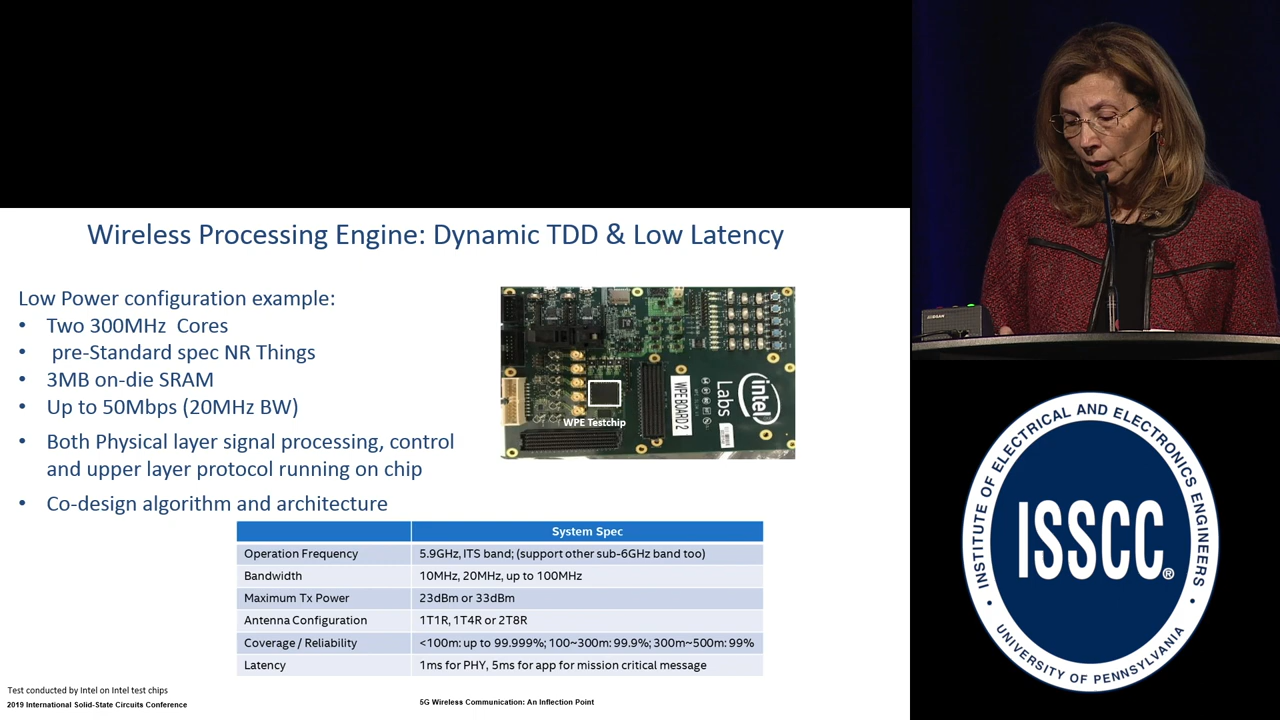 Wireless Processing Engine: Dynamic TDD & Low Latency
Low Power configuration example:
• Two 300MHz Cores
• pre-Standard spec NR Things
• 3MB on-die SRAM
• Up to 50Mbps (20MHz BW)
• Both Physical layer signal processing, control
and upper layer protocol running on chip
• Co-design algorithm and architecture
WPE Testchip
WPE BOARD 2
intel
Labs
System Spec
Operation Frequency 5.9GHz, ITS band; (support other sub-6GHz band too)
Bandwidth 10MHz, 20MHz, up to 100MHz
Maximum Tx Power 23dBm or 33dBm
Antenna Configuration 1T1R, 1T4R or 2T8R
Coverage / Reliability <100m: up to 99.999%; 100~300m: 99.9%; 300m~500m: 99%
Latency 1ms for PHY, 5ms for app for mission critical message
Test conducted by Intel on Intel test chips
2019 International Solid-State Circuits Conference
5G Wireless Communication: An Inflection Point
INSTITUTE OF ELECTRICAL AND ELECTRONICS ENGINEERS
ISSCC®
• UNIVERSITY OF PENNSYLVANIA •